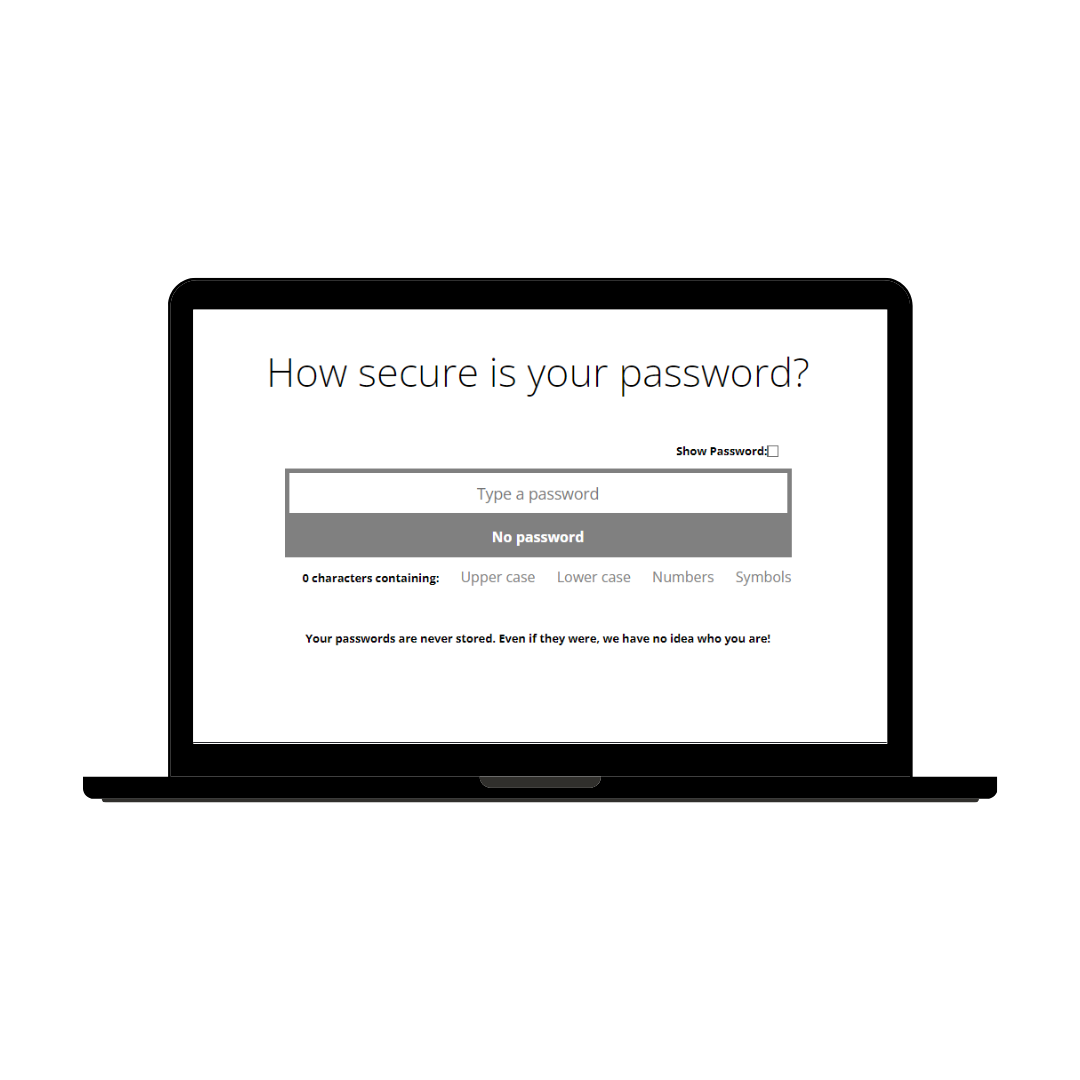 How secure is your password?
Show Password:
Type a password
No password
0 characters containing: Upper case Lower case Numbers Symbols
Your passwords are never stored. Even if they were, we have no idea who you are!